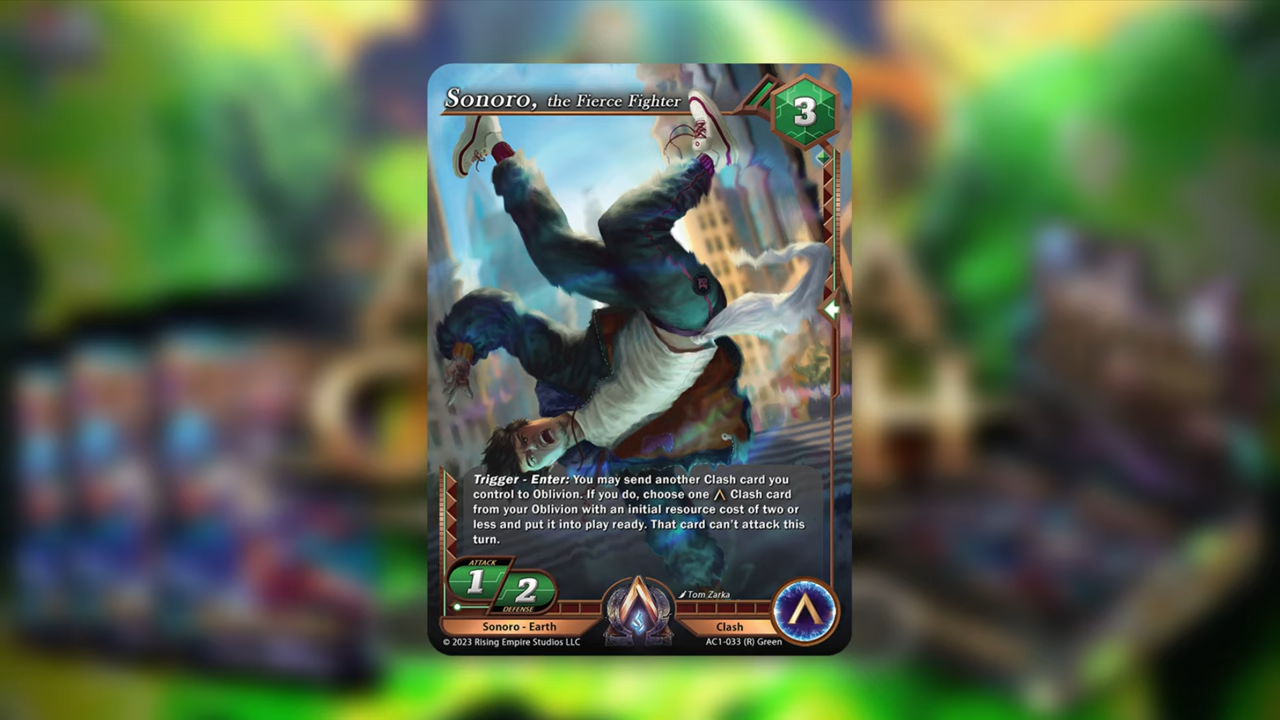 Sonoro, the Fierce Fighter
3
Trigger - Enter: You may send another Clash card you
control to Oblivion. If you do, choose one Λ Clash card
from your Oblivion with an initial resource cost of two or
less and put it into play ready. That card can't attack this
turn.
ATTACK
1
2
DEFENSE
Tom Zarka
Sonoro - Earth
Clash
© 2023 Rising Empire Studios LLC
AC1-033 (R) Green